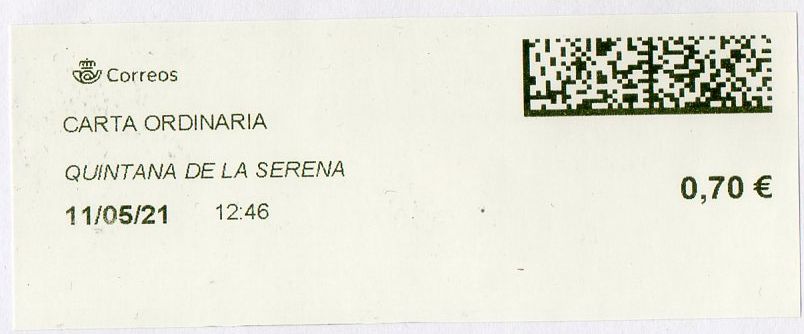 Correos
CARTA ORDINARIA
QUINTANA DE LA SERENA
11/05/21 12:46
0,70 €